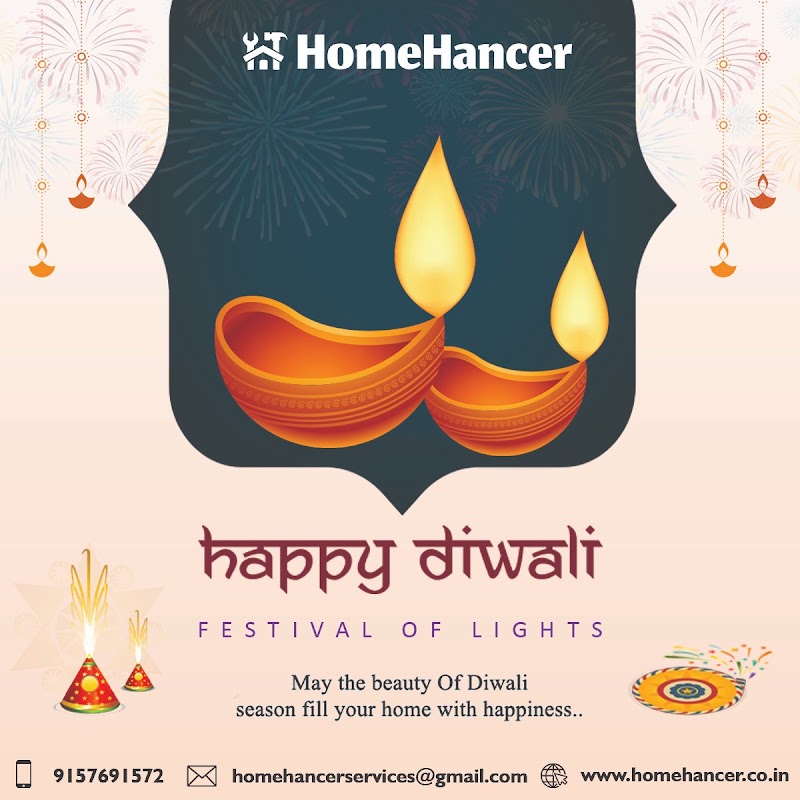 HomeHancer
happy diwali
FESTIVAL OF LIGHTS
May the beauty Of Diwali
season fill your home with happiness..
9157691572 homehancerservices@gmail.com www.homehancer.co.in